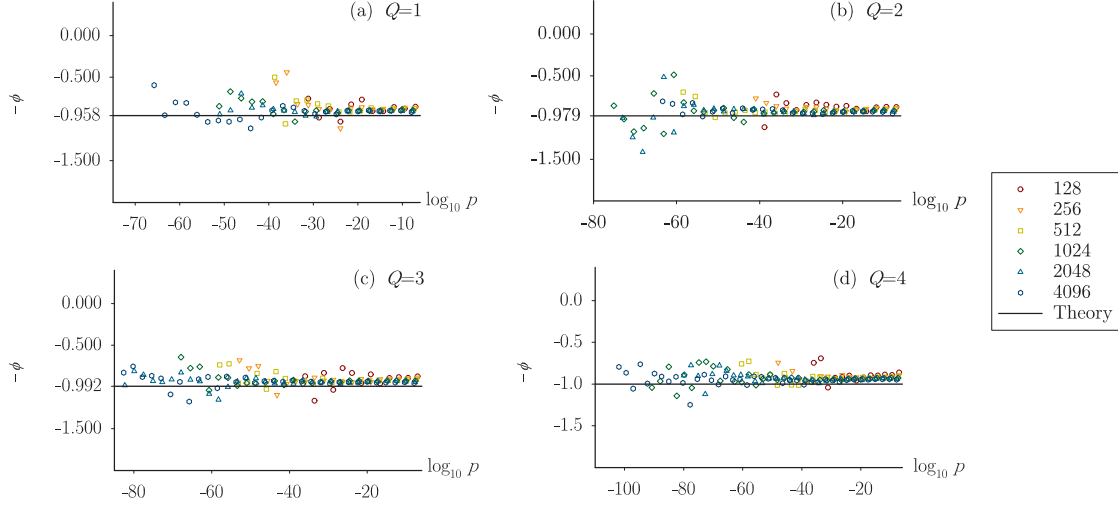 (a) Q=1
0.000
-0.500
-0.958
-1.500
-ϕ
log10 p
-70 -60 -50 -40 -30 -20 -10
(b) Q=2
0.000
-0.500
-0.979
-1.500
-ϕ
log10 p
-80 -60 -40 -20
(c) Q=3
0.000
-0.500
-0.992
-1.500
-ϕ
log10 p
-80 -60 -40 -20
(d) Q=4
0.0
-0.5
-1.0
-1.5
-ϕ
log10 p
-100 -80 -60 -40 -20
128
256
512
1024
2048
4096
Theory